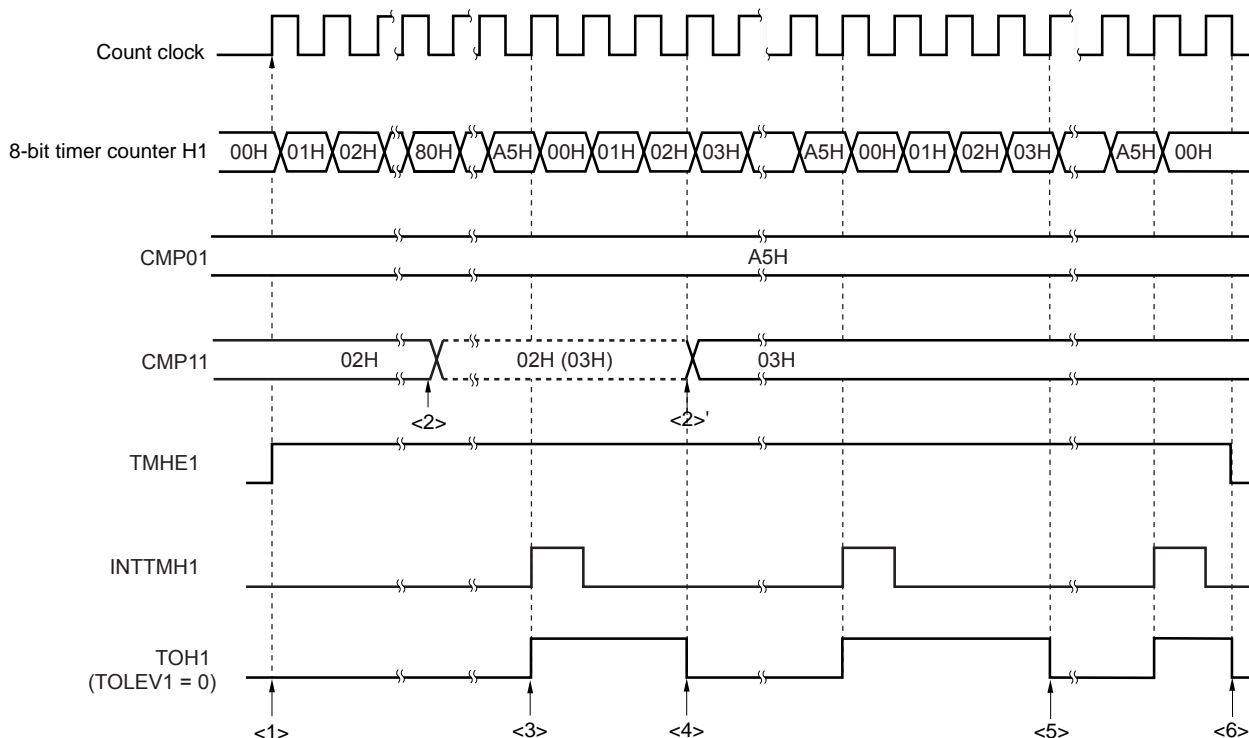 Count clock
8-bit timer counter H1 00H 01H 02H 80H A5H 00H 01H 02H 03H A5H 00H 01H 02H 03H A5H 00H
CMP01 A5H
CMP11 02H 02H (03H) 03H
<2> <2>'
TMHE1
INTTMH1
TOH1
(TOLEV1 = 0)
<1> <3> <4> <5> <6>